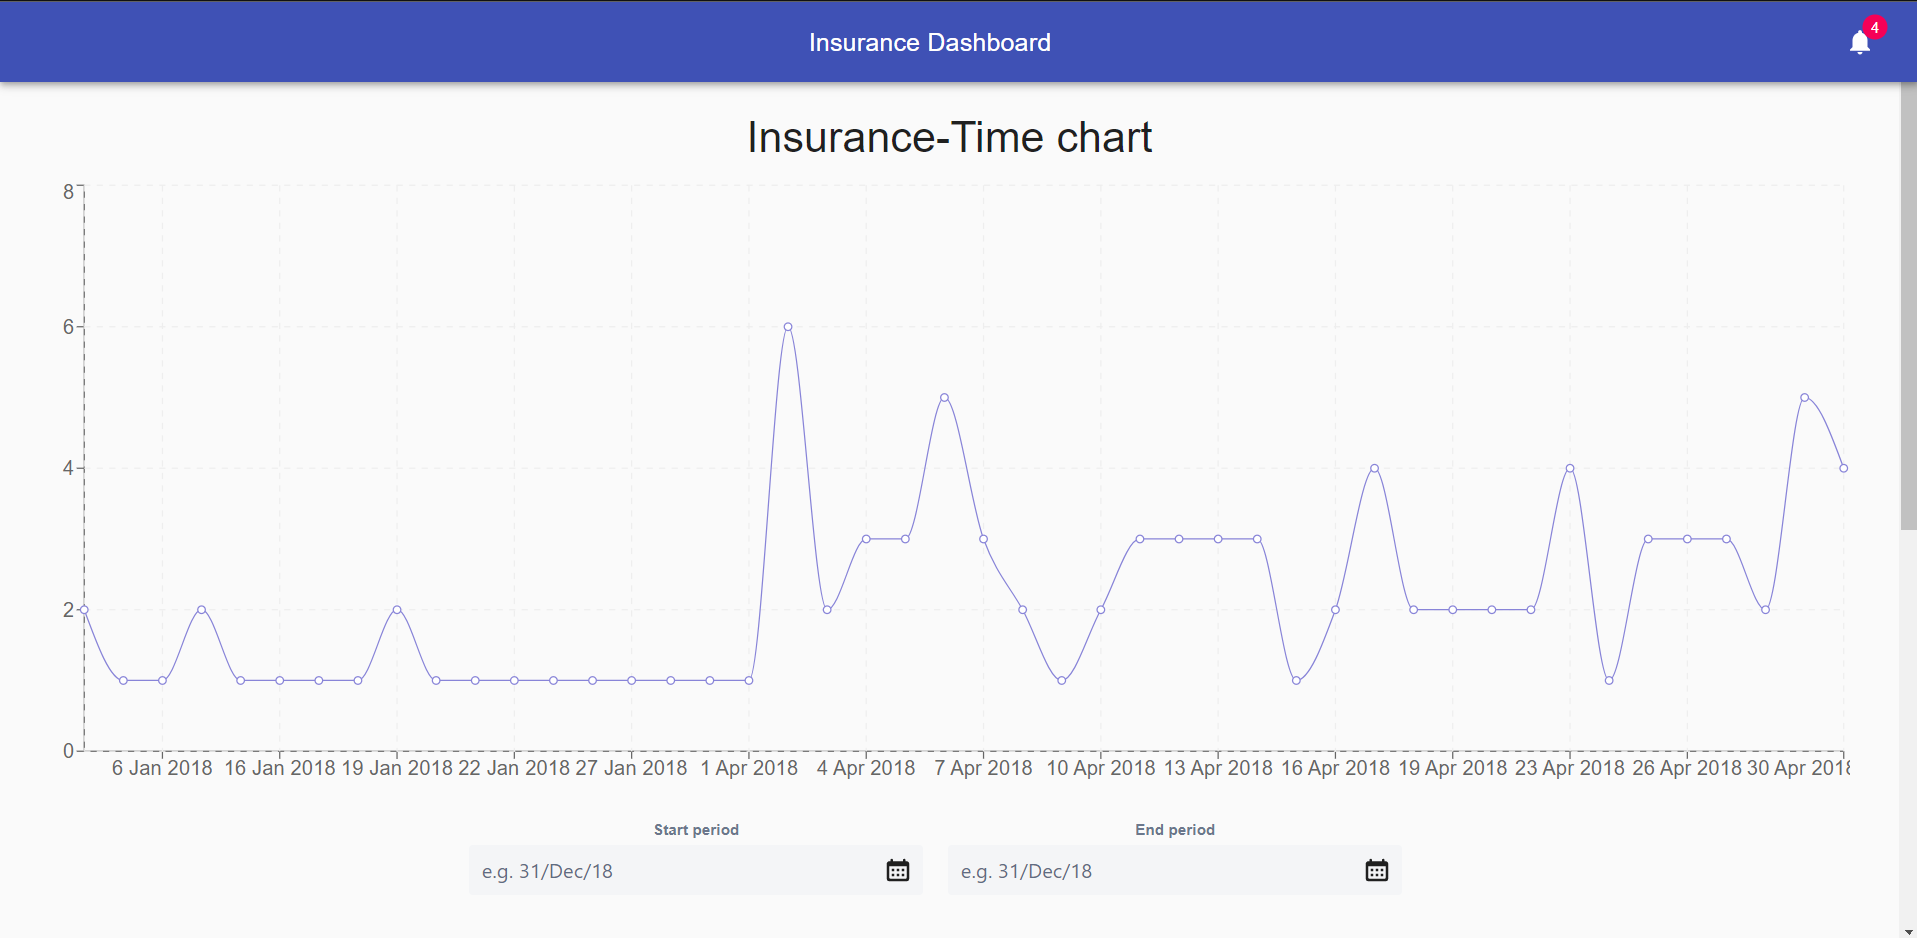 Insurance Dashboard
4
Insurance-Time chart
8
6
4
2
0
6 Jan 2018 16 Jan 2018 19 Jan 2018 22 Jan 2018 27 Jan 2018 1 Apr 2018 4 Apr 2018 7 Apr 2018 10 Apr 2018 13 Apr 2018 16 Apr 2018 19 Apr 2018 23 Apr 2018 26 Apr 2018 30 Apr 2018
Start period End period
e.g. 31/Dec/18 e.g. 31/Dec/18